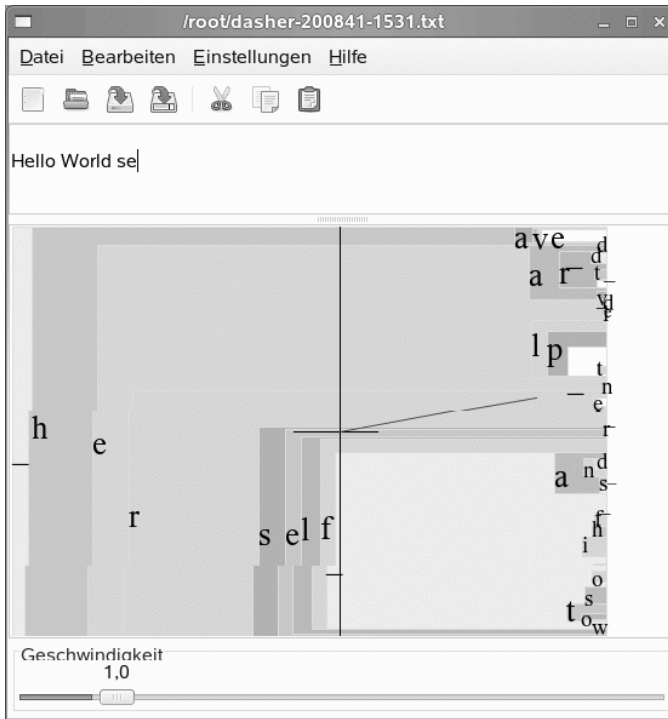 /root/dasher-200841-1531.txt
Datei Bearbeiten Einstellungen Hilfe
Hello World se
a v e d
d
a r t
v d
f
l p
t
n
e
r
h
e
a n d
s
r
s e l f
f
h
i
o
s
t o w
Geschwindigkeit
1,0